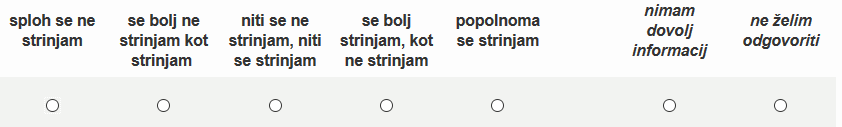 sploh se ne
strinjam
se bolj ne
strinjam kot
strinjam
niti se ne
strinjam, niti
se strinjam
se bolj
strinjam, kot
ne strinjam
popolnoma
se strinjam
nimam
dovolj
informacij
ne želim
odgovoriti